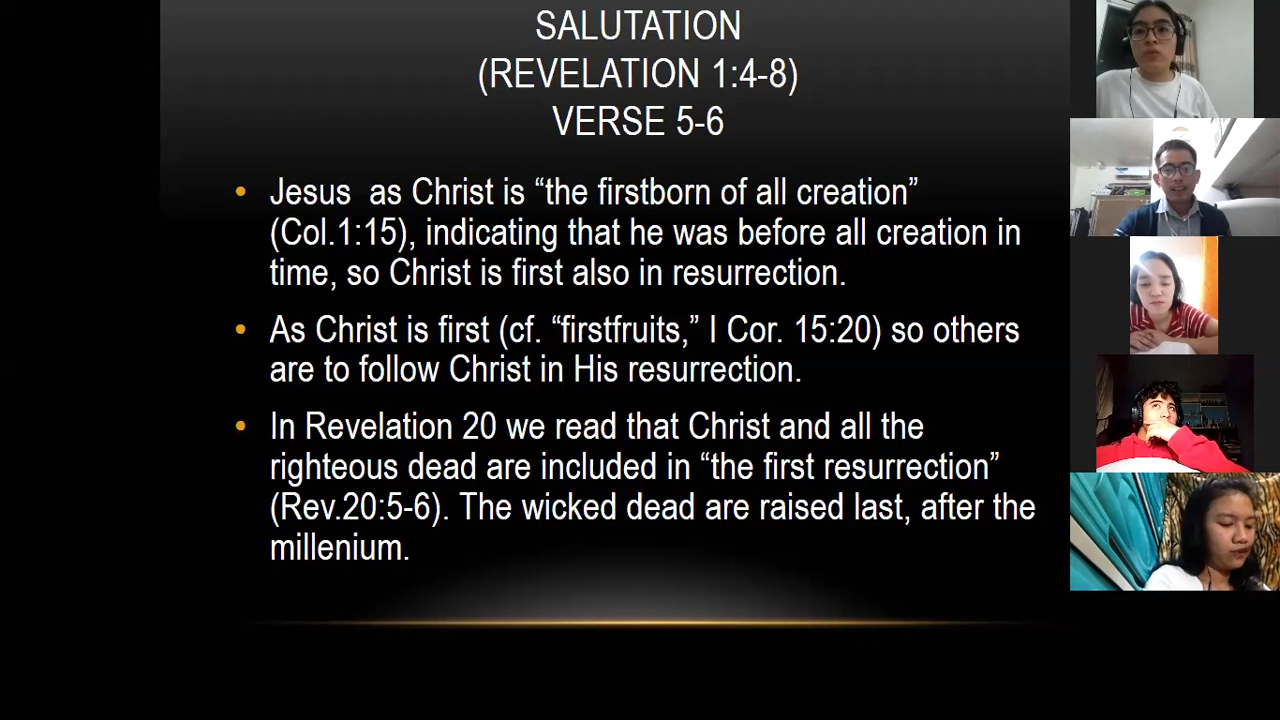 SALUTATION
(REVELATION 1:4-8)
VERSE 5-6
• Jesus  as Christ is “the firstborn of all creation”
(Col.1:15), indicating that he was before all creation in
time, so Christ is first also in resurrection.
• As Christ is first (cf. “firstfruits,” I Cor. 15:20) so others
are to follow Christ in His resurrection.
• In Revelation 20 we read that Christ and all the
righteous dead are included in “the first resurrection”
(Rev.20:5-6). The wicked dead are raised last, after the
millenium.